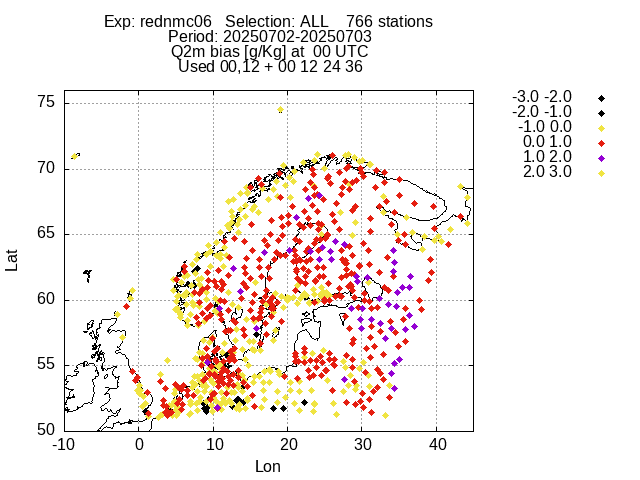 Exp: rednmc06   Selection: ALL    766 stations
Period: 20250702-20250703
Q2m bias [g/Kg] at  00 UTC
Used 00,12 + 00 12 24 36
-3.0 -2.0
-2.0 -1.0
-1.0 0.0
0.0 1.0
1.0 2.0
2.0 3.0
75
70
65
60
55
50
Lat
-10 0 10 20 30 40
Lon